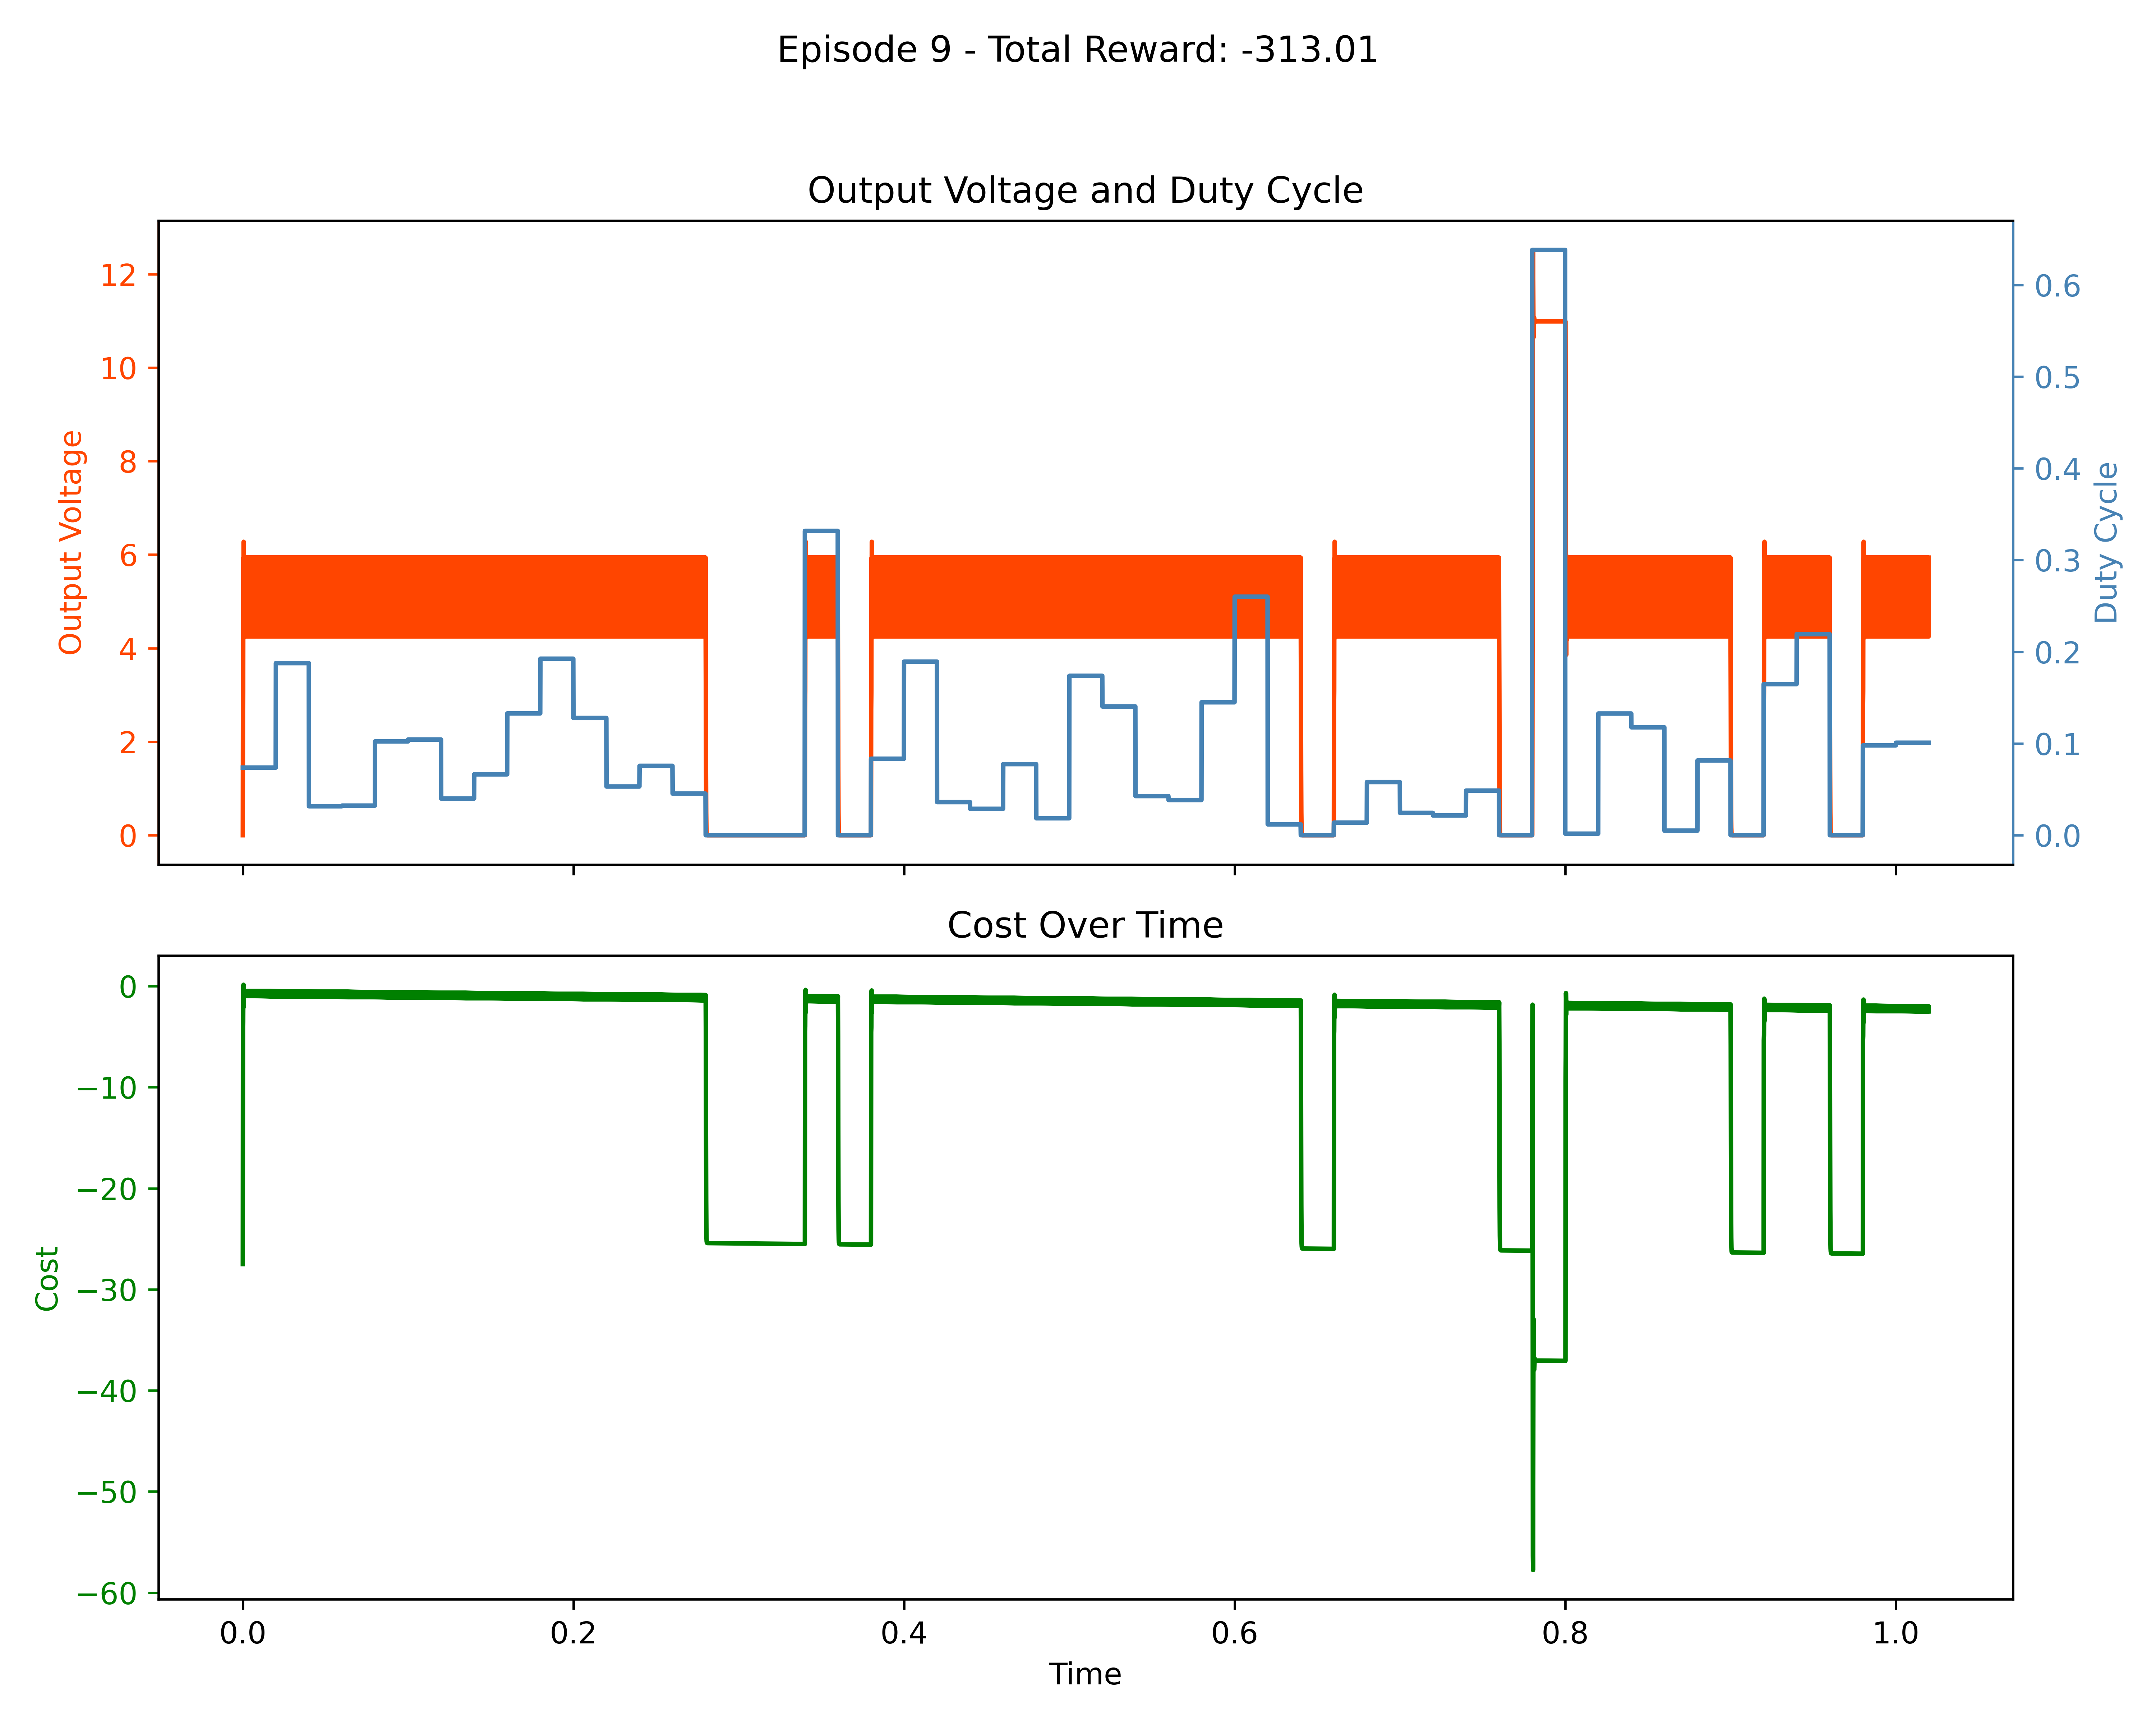 Episode 9 - Total Reward: -313.01
Output Voltage and Duty Cycle
12
10
8
6
4
2
0
Output Voltage
0.6
0.5
0.4
0.3
0.2
0.1
0.0
Duty Cycle
Cost Over Time
0
−10
−20
−30
−40
−50
−60
Cost
0.0 0.2 0.4 0.6 0.8 1.0
Time